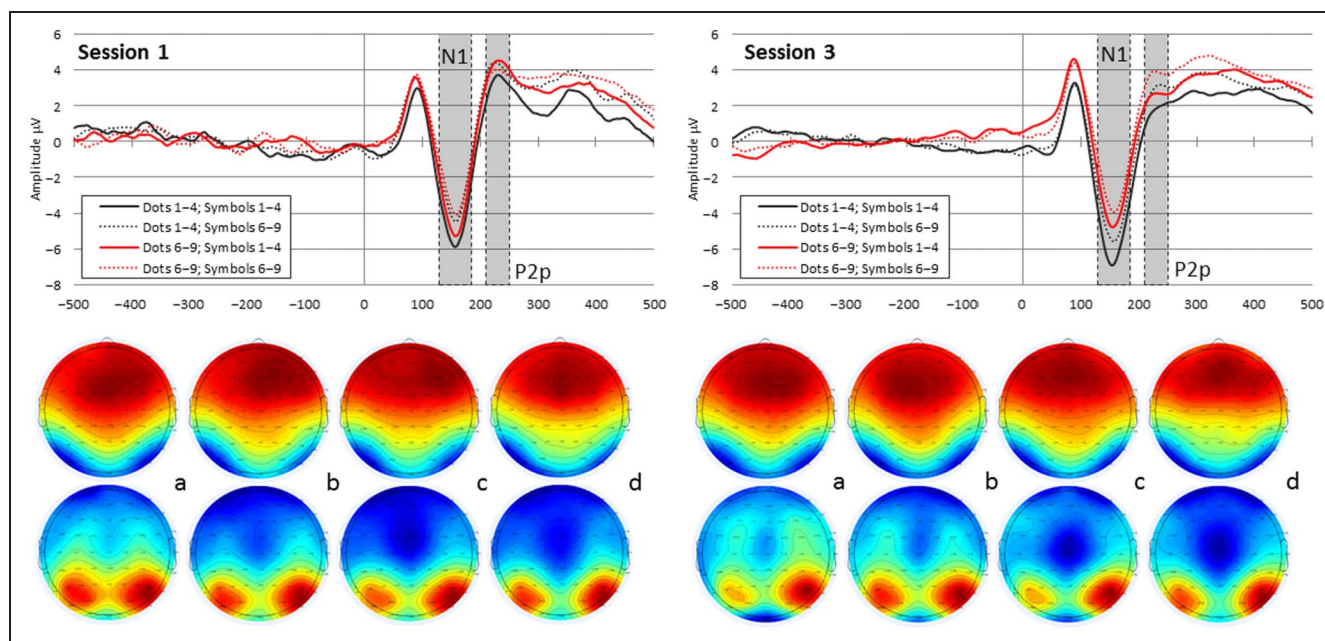 Session 1
N1
P2p
Amplitude µV
6
4
2
0
−2
−4
−6
−8
Dots 1–4; Symbols 1–4
Dots 1–4; Symbols 6–9
Dots 6–9; Symbols 1–4
Dots 6–9; Symbols 6–9
−500 −400 −300 −200 −100 0 100 200 300 400 500
a b c d
Session 3
N1
P2p
Amplitude µV
6
4
2
0
−2
−4
−6
−8
Dots 1–4; Symbols 1–4
Dots 1–4; Symbols 6–9
Dots 6–9; Symbols 1–4
Dots 6–9; Symbols 6–9
−500 −400 −300 −200 −100 0 100 200 300 400 500
a b c d